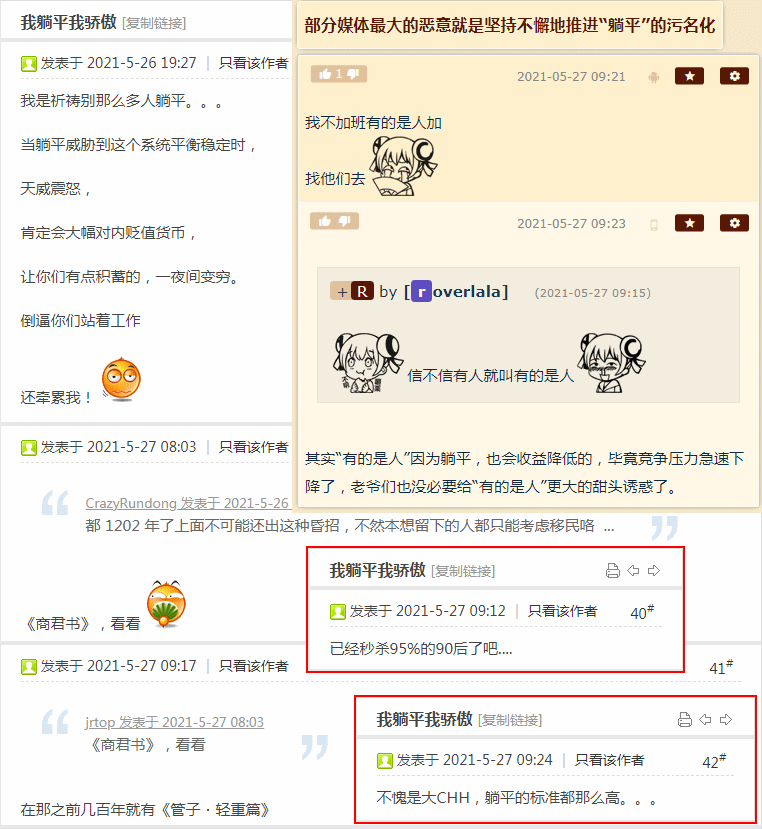 我是躺平我骄傲 [复制链接]
发表于 2021-5-26 19:27 | 只看该作者
我是祈祷别那么多人躺平。。。
当躺平威胁到这个系统平衡稳定时，
天威震怒，
肯定会大幅对内贬值货币，
让你们有点积蓄的，一夜间变穷。
倒逼你们站着工作
还牵累我！
部分媒体最大的恶意就是坚持不懈地推进“躺平”的污名化
1
2021-05-27 09:21
我不加班有的是人加
找他们去
2021-05-27 09:23
+ R by [roverlala] (2021-05-27 09:15)
信不信有人就叫有的是人
其实“有的是人”因为躺平，也会收益降低的，毕竟竞争压力急速下
降了，老爷们也没必要给“有的是人”更大的甜头诱惑了。
发表于 2021-5-27 08:03 | 只看该作者
CrazyRundong 发表于 2021-5-26
都 1202 年了上面不可能还出这种昏招，不然本想留下的人都只能考虑移民咯 ...
《商君书》，看看
我躺平我骄傲 [复制链接]
发表于 2021-5-27 09:12 | 只看该作者 40#
已经秒杀95%的90后了吧....
发表于 2021-5-27 09:17 | 只看该作者 41#
jrtop 发表于 2021-5-27 08:03
《商君书》，看看
在那之前几百年就有《管子・轻重篇》
我躺平我骄傲 [复制链接]
发表于 2021-5-27 09:24 | 只看该作者 42#
不愧是大CHH，躺平的标准都那么高。。。